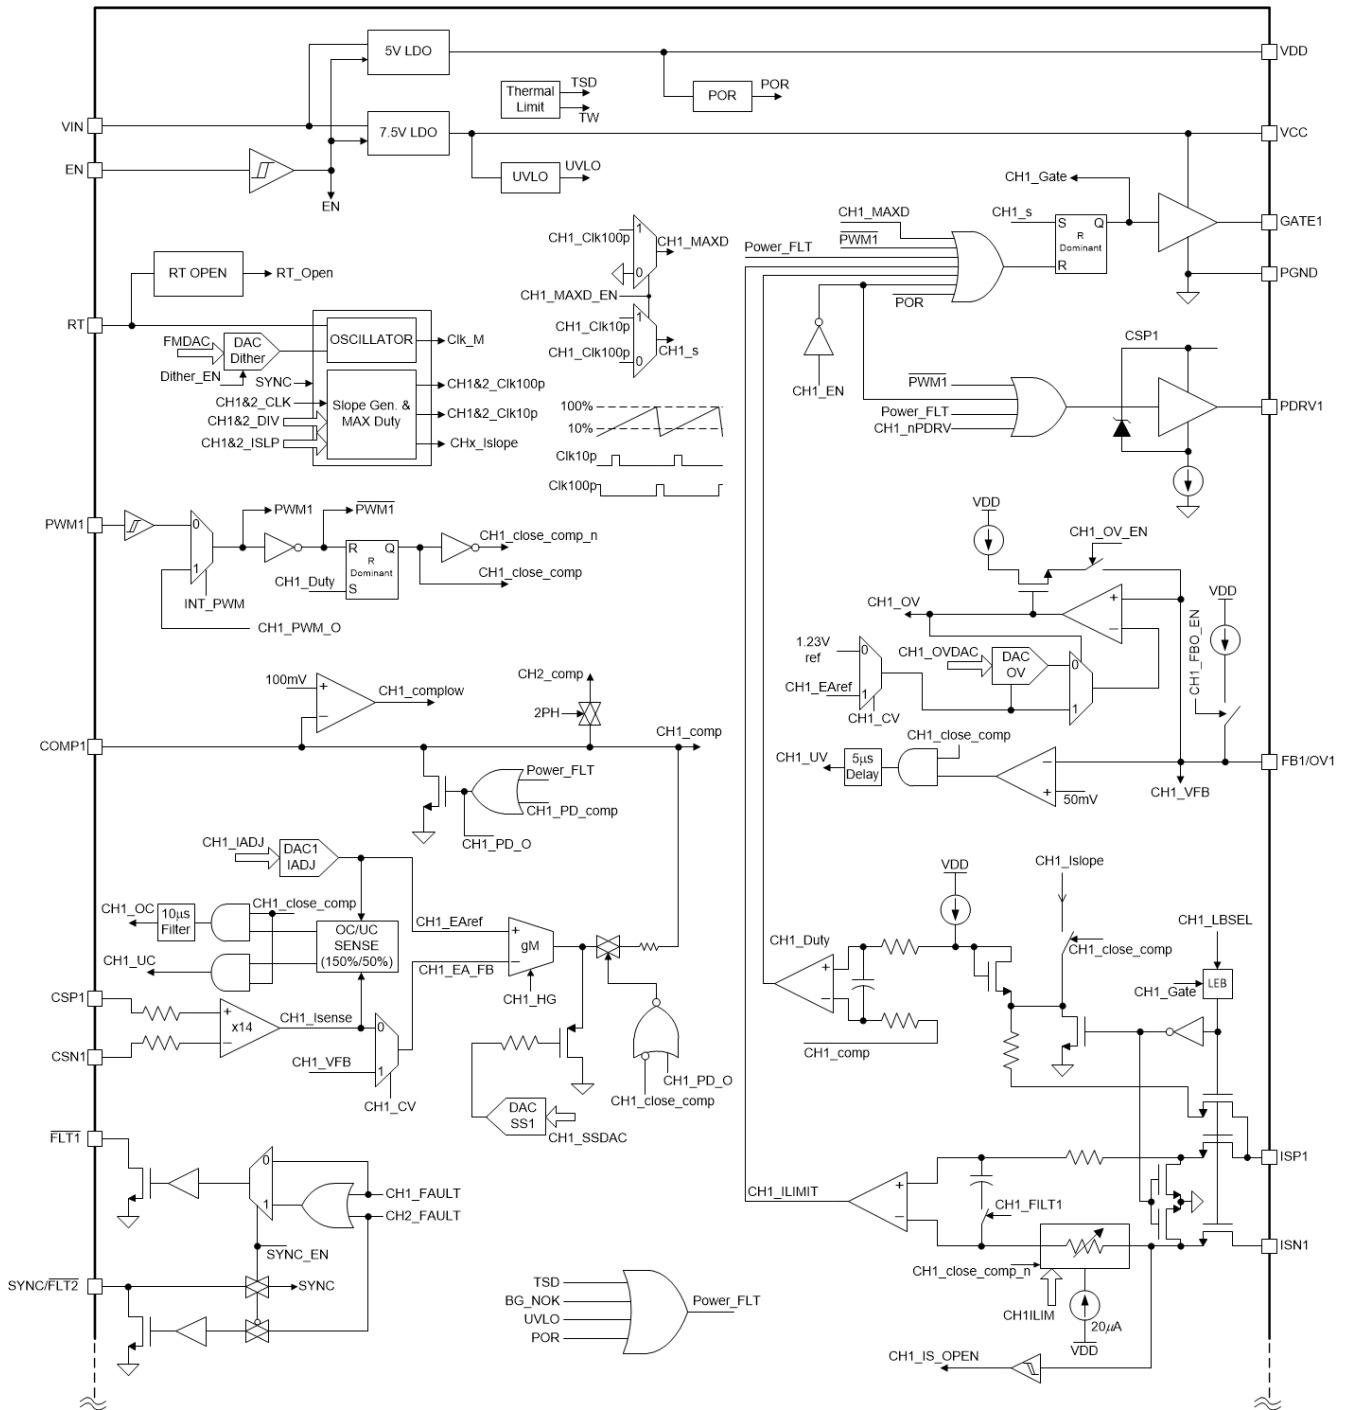 5V LDO
VDD
Thermal
Limit
TSD
TW
POR
POR
VIN
7.5V LDO
VCC
EN
UVLO
UVLO
EN
CH1_Gate
CH1_MAXD
CH1_s
S
Q
R
Dominant
R
GATE1
PWM1
Power_FLT
POR
PGND
CH1_Clk100p
1
CH1_MAXD
0
CH1_MAXD_EN
CH1_Clk10p
1
CH1_Clk100p
0
CH1_s
RT OPEN
RT_Open
RT
FMDAC
DAC
Dither
Dither_EN
OSCILLATOR
Clk_M
SYNC
CH1&2_CLK
CH1&2_DIV
CH1&2_ISLP
Slope Gen. &
MAX Duty
CH1&2_Clk100p
CH1&2_Clk10p
CHx_Islope
100%
10%
Clk10p
Clk100p
CH1_EN
CSP1
PWM1
Power_FLT
CH1_nPDRV
PDRV1
PWM1
0
1
INT_PWM
CH1_PWM_O
PWM1
PWM1
R
Q
R
Dominant
S
CH1_Duty
CH1_close_comp_n
CH1_close_comp
VDD
CH1_OV_EN
VDD
CH1_OV
+
−
CH1_FBO_EN
1.23V
ref
0
CH1_EAref
1
CH1_CV
CH1_OVDAC
DAC
OV
0
1
100mV
+
−
CH1_complow
CH2_comp
2PH
CH1_comp
COMP1
CH1_close_comp
CH1_UV
5µs
Delay
−
+
50mV
CH1_VFB
FB1/OV1
Power_FLT
CH1_PD_comp
CH1_PD_O
CH1_IADJ
DAC1
IADJ
CH1_OC
10µs
Filter
CH1_close_comp
OC/UC
SENSE
(150%/50%)
CH1_UC
CH1_EAref
+
gM
−
CH1_EA_FB
CH1_HG
CSP1
+
x14
−
CSN1
CH1_Isense
0
CH1_VFB
1
CH1_CV
DAC
SS1
CH1_SSDAC
CH1_PD_O
CH1_close_comp
CH1_Islope
VDD
CH1_Duty
+
−
CH1_comp
CH1_close_comp
CH1_LBSEL
CH1_Gate
LEB
FLT1
0
1
CH1_FAULT
CH2_FAULT
SYNC_EN
SYNC/FLT2
SYNC
ISP1
CH1_ILIMIT
+
−
CH1_FILT1
ISN1
CH1_close_comp_n
CH1ILIM
20µA
VDD
TSD
BG_NOK
UVLO
POR
Power_FLT
CH1_IS_OPEN